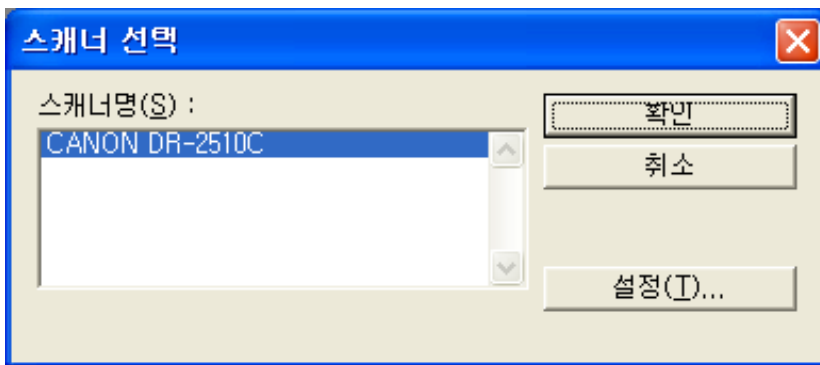 스캐너 선택
스캐너명(S) :
CANON DR-2510C
확인
취소
설정(T)...